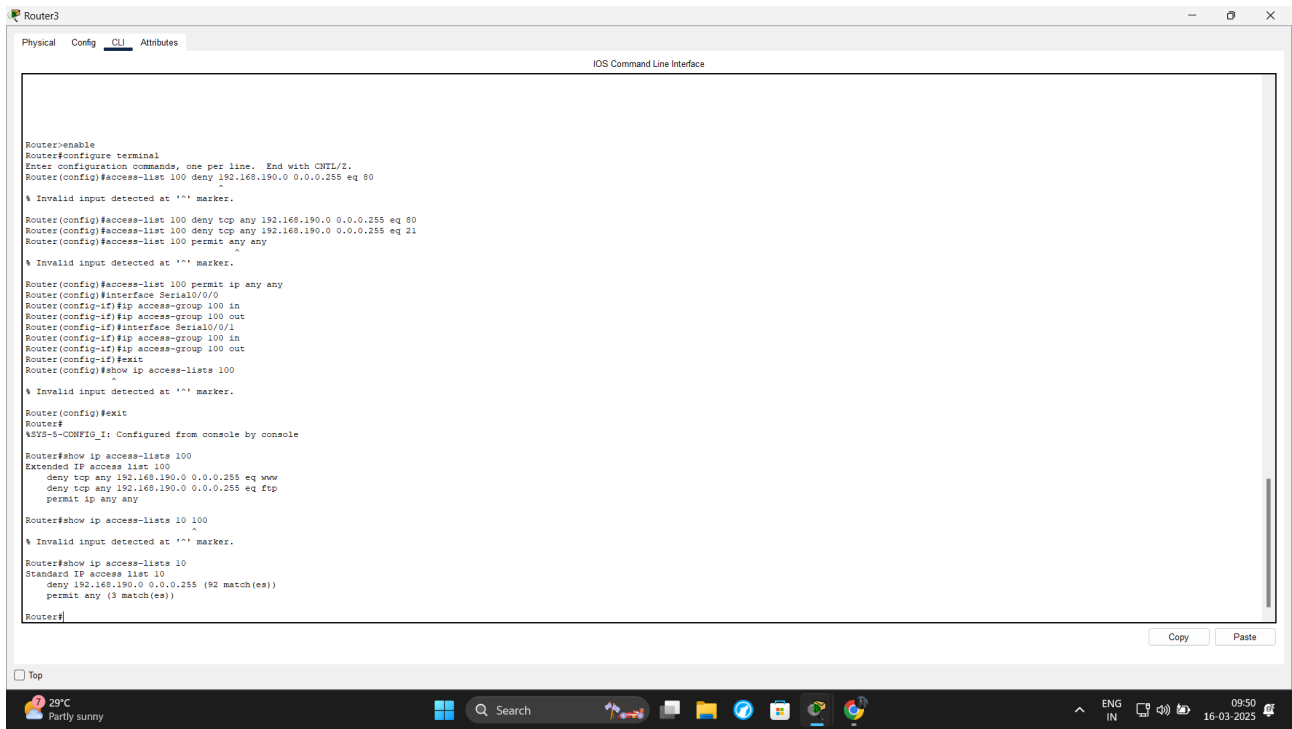 Router3
Physical Config CLI Attributes
IOS Command Line Interface
Router>enable
Router#configure terminal
Enter configuration commands, one per line. End with CNTL/Z.
Router(config)#access-list 100 deny 192.168.190.0 0.0.0.255 eq 80
^
% Invalid input detected at '^' marker.
Router(config)#access-list 100 deny tcp any 192.168.190.0 0.0.0.255 eq 80
Router(config)#access-list 100 deny tcp any 192.168.190.0 0.0.0.255 eq 21
Router(config)#access-list 100 permit any any
^
% Invalid input detected at '^' marker.
Router(config)#access-list 100 permit ip any any
Router(config)#interface Serial0/0/0
Router(config-if)#ip access-group 100 in
Router(config-if)#ip access-group 100 out
Router(config-if)#interface Serial0/0/1
Router(config-if)#ip access-group 100 in
Router(config-if)#ip access-group 100 out
Router(config-if)#exit
Router(config)#show ip access-lists 100
^
% Invalid input detected at '^' marker.
Router(config)#exit
Router#
%SYS-5-CONFIG_I: Configured from console by console
Router#show ip access-lists 100
Extended IP access list 100
deny tcp any 192.168.190.0 0.0.0.255 eq www
deny tcp any 192.168.190.0 0.0.0.255 eq ftp
permit ip any any
Router#show ip access-lists 10 100
^
% Invalid input detected at '^' marker.
Router#show ip access-lists 10
Standard IP access list 10
deny 192.168.190.0 0.0.0.255 (92 match(es))
permit any (3 match(es))
Router#
Copy Paste
Top
7 29°C
Partly sunny
Search
ENG
IN
09:50
16-03-2025